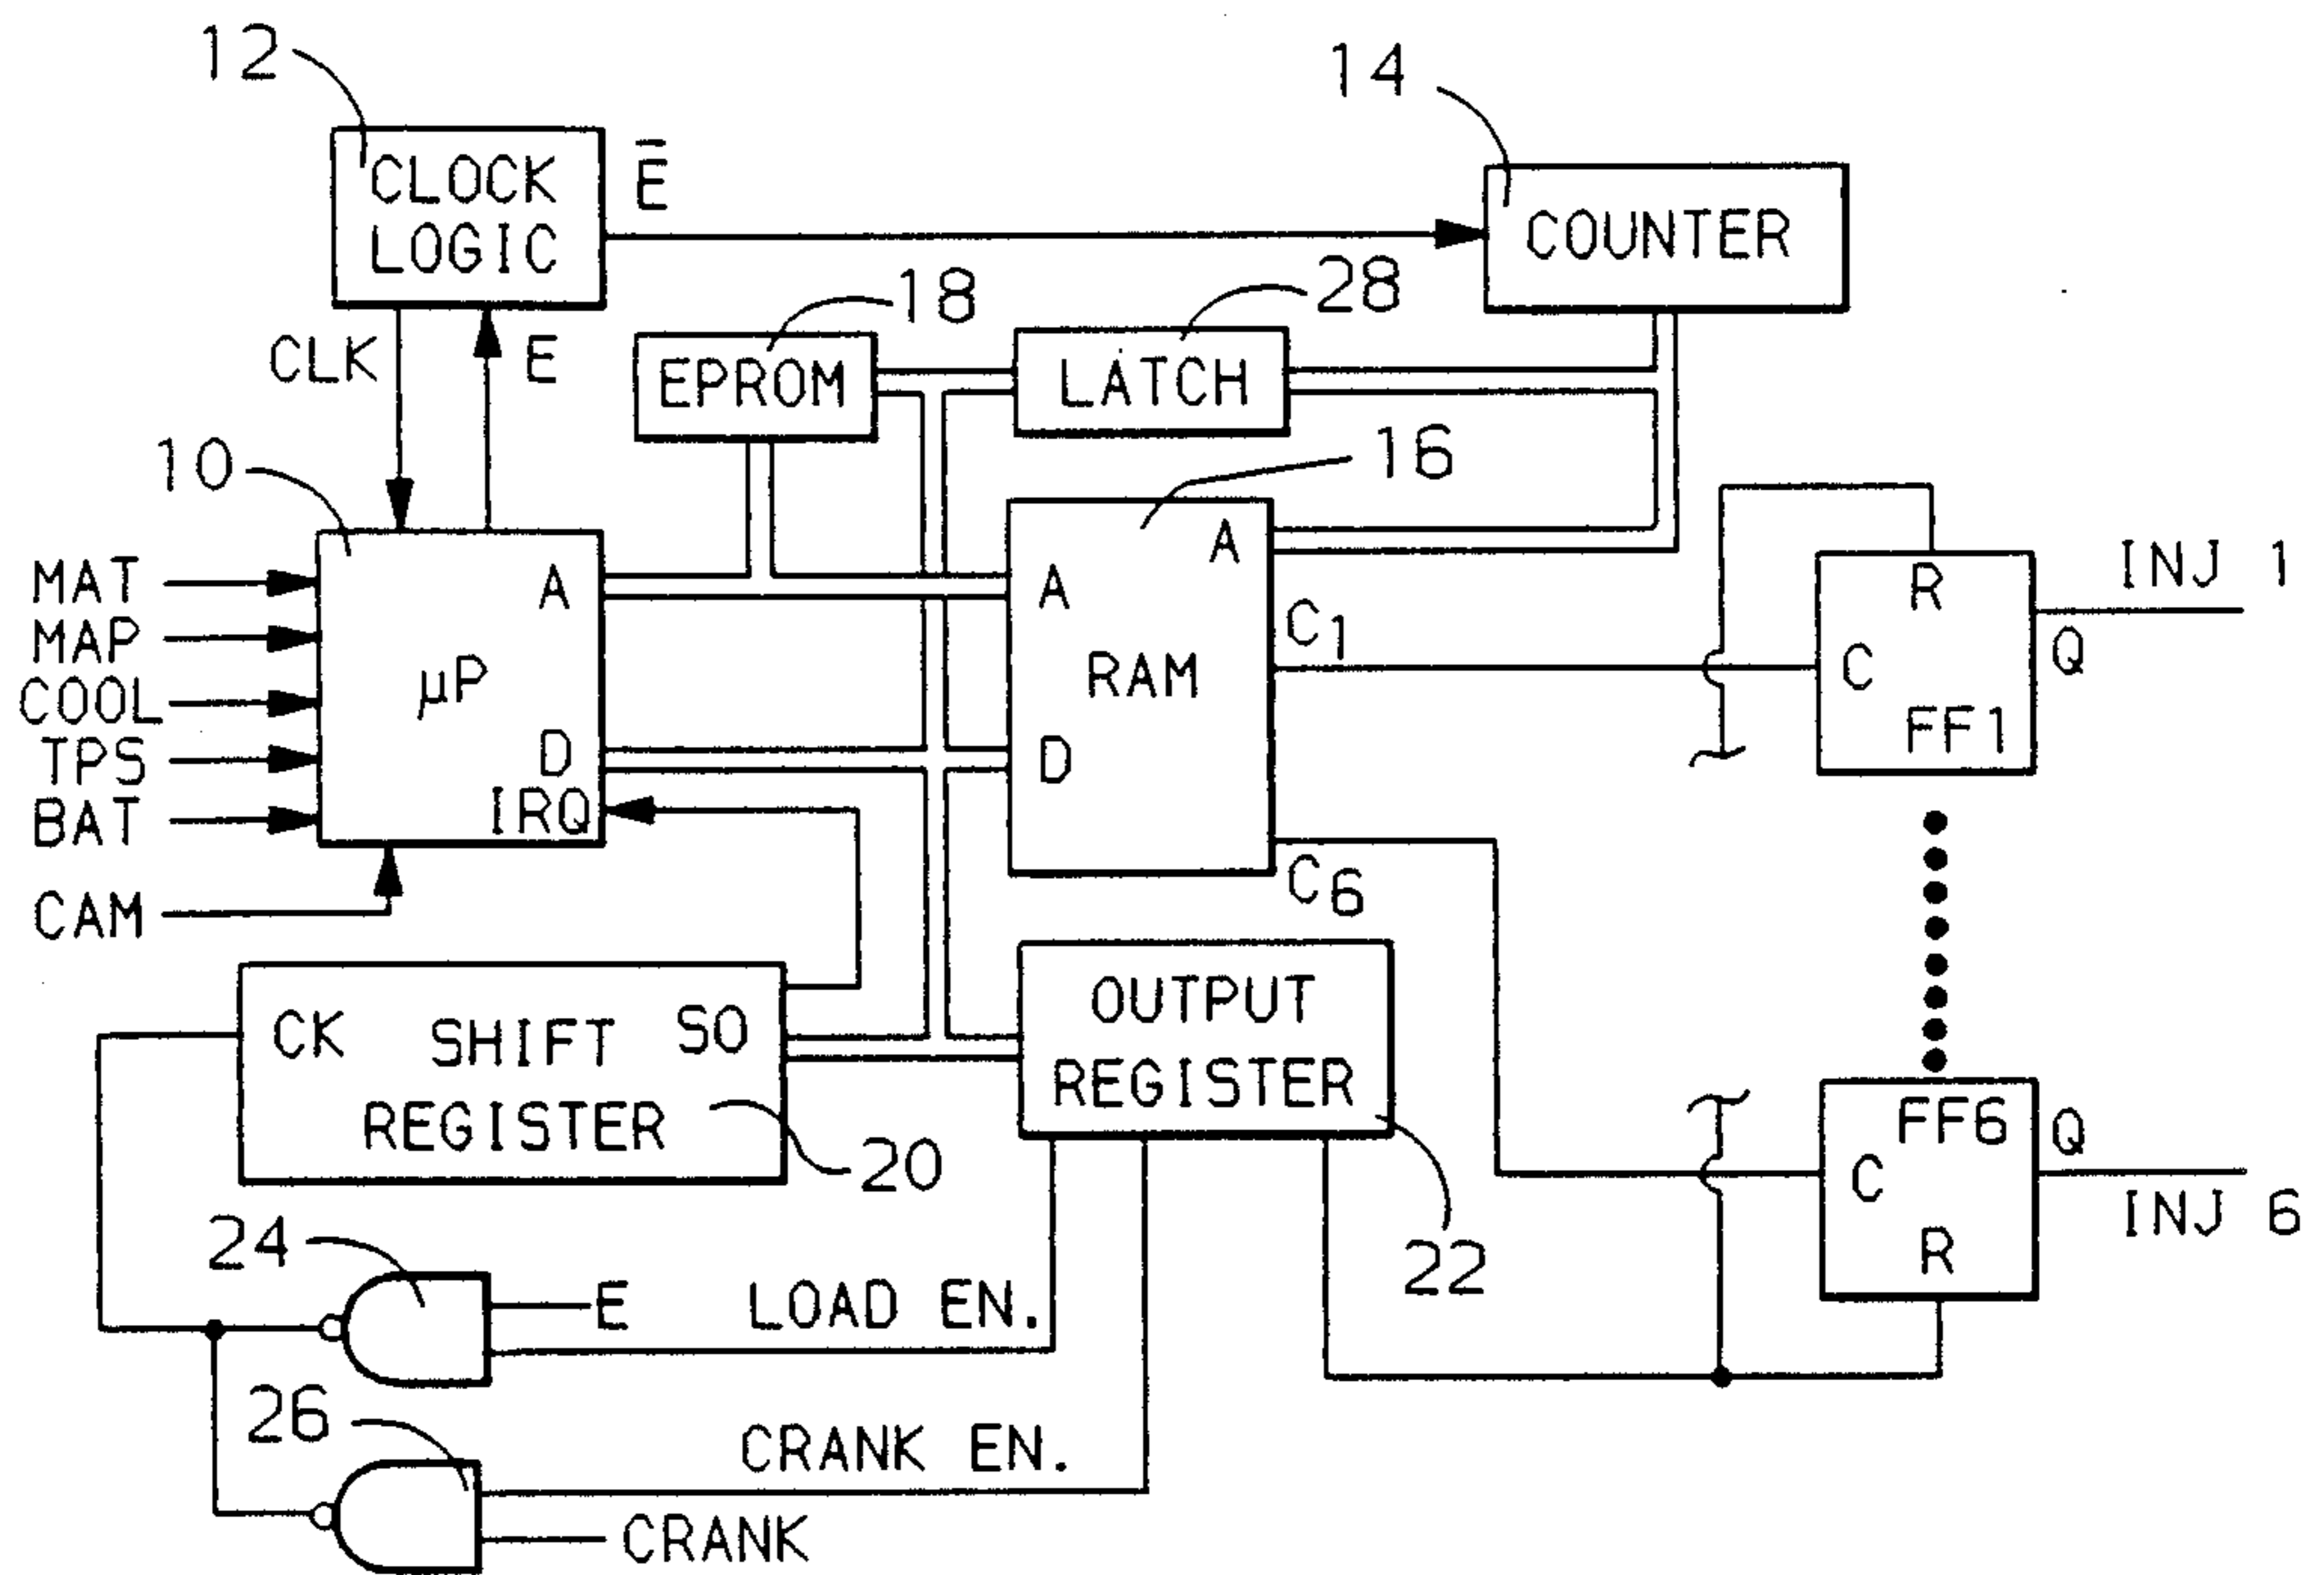 12
14
CLOCK
LOGIC
E̅
COUNTER
18
28
CLK
E
EPROM
LATCH
10
16
MAT
MAP
COOL
TPS
BAT
CAM
A
µP
D
IRQ
A
A
RAM
D
C1
C6
R
C
Q
FF1
INJ 1
CK
SHIFT
REGISTER
SO
20
OUTPUT
REGISTER
22
FF6
C
Q
R
INJ 6
24
E
LOAD EN.
26
CRANK EN.
CRANK